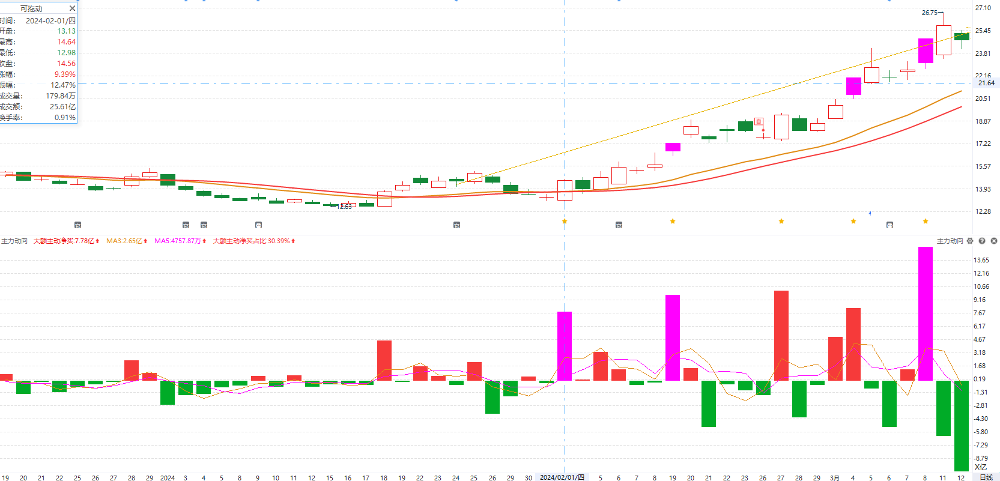 可拖动
时间: 2024-02-01/四
开盘: 13.13
最高: 14.64
最低: 12.98
收盘: 14.56
涨幅: 9.39%
振幅: 12.47%
成交量: 179.84万
成交额: 25.61亿
换手率: 0.91%
26.75
12.63
自
27.10
25.45
23.81
22.16
21.64
20.51
18.87
17.22
15.57
13.93
12.28
主力动向 大额主动净买:7.78亿 MA3:2.65亿 MA5:4757.87万 大额主动净买占比:30.39%
主力动向
13.65
12.16
10.66
9.16
7.67
6.17
4.67
3.18
1.68
0.19
-1.31
-2.81
-4.30
-5.80
-7.29
-8.79
X亿
19 20 21 22 25 26 27 28 29 2024 3 4 5 8 9 10 11 12 15 16 17 18 19 22 23 24 25 26 29 30 2024/02/01/四 5 6 7 8 19 20 21 22 23 26 27 28 29 3月 4 5 6 7 8 11 12 日线